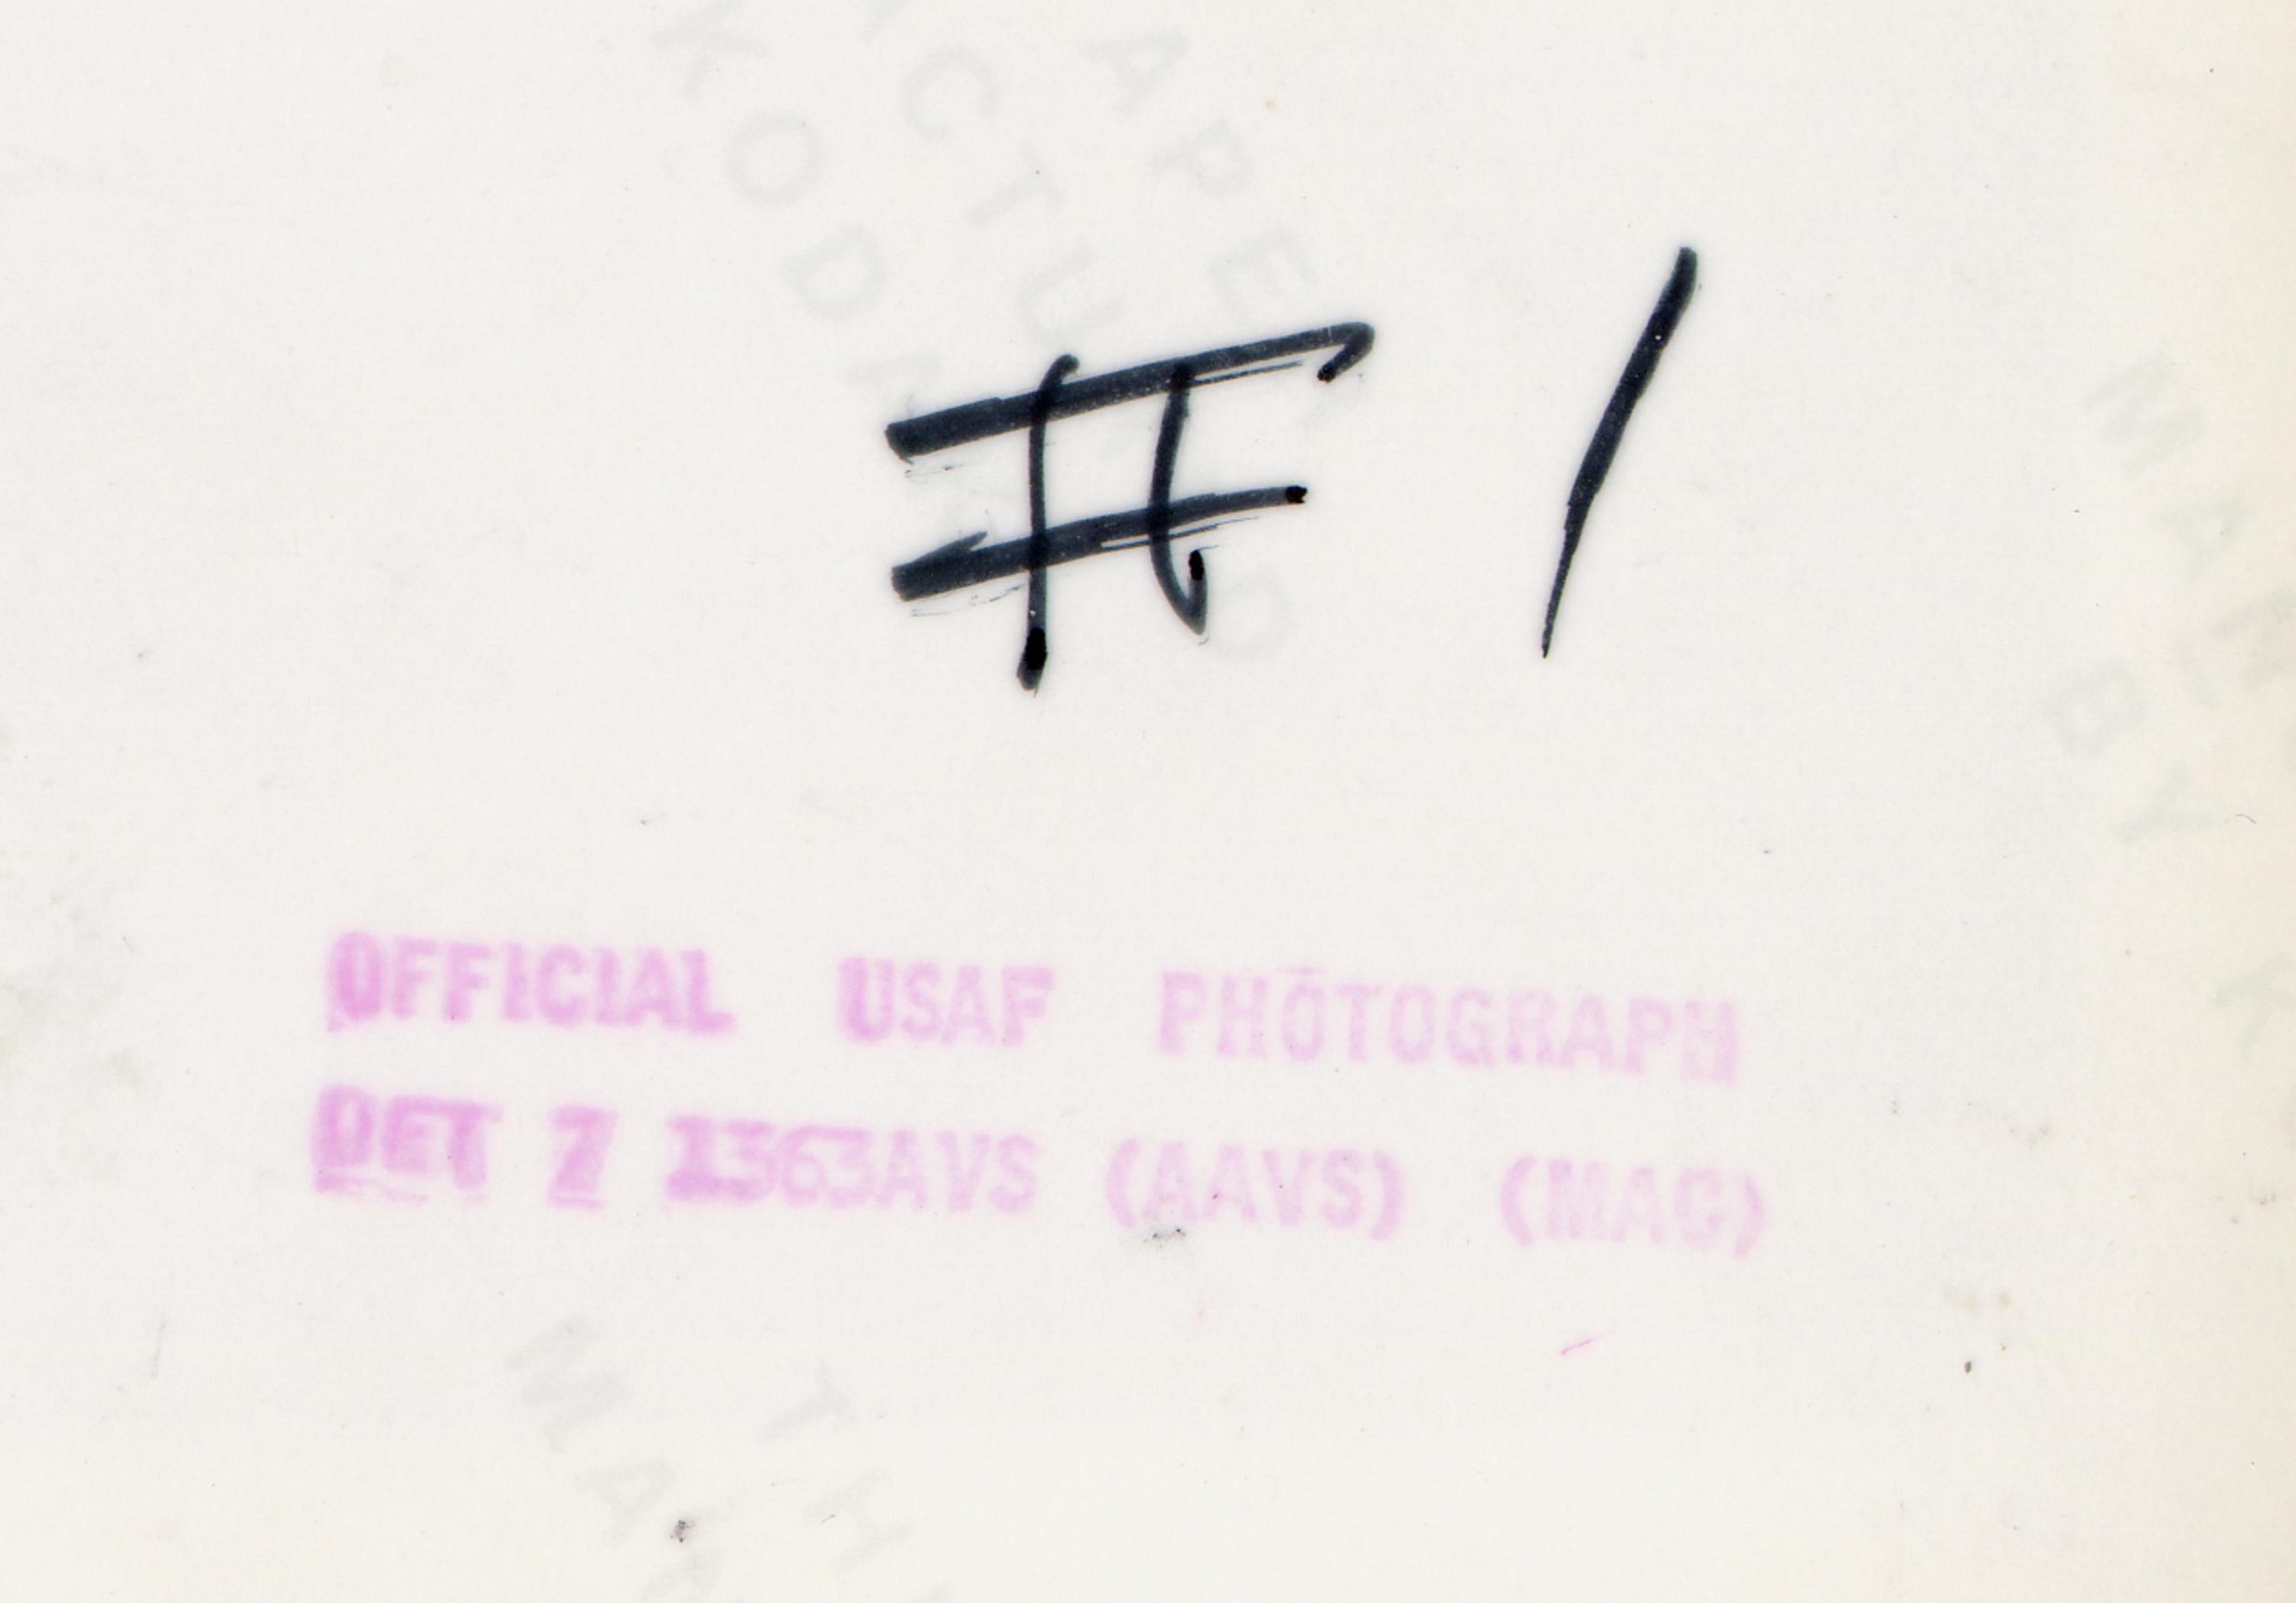 # 1
OFFICIAL USAF PHOTOGRAPH
DET 7 1363AVS (AAVS) (MAC)